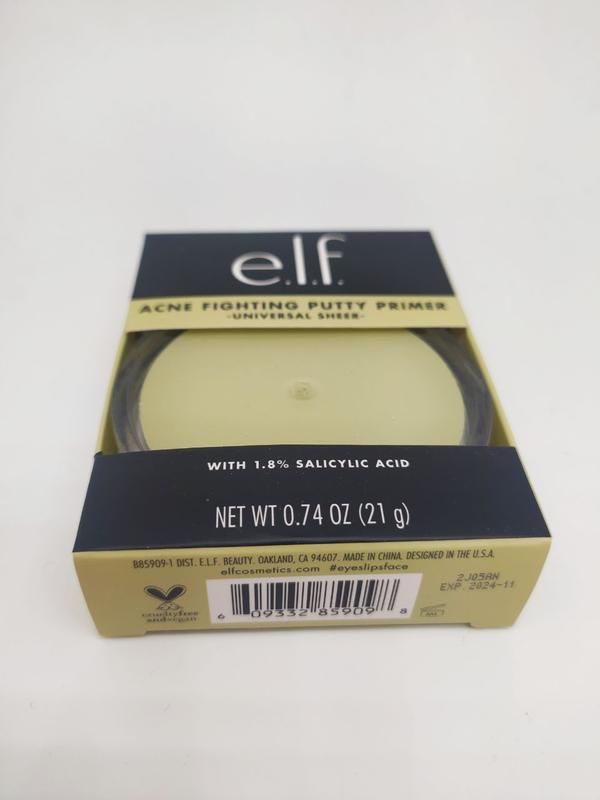 e.l.f.
ACNE FIGHTING PUTTY PRIMER
-UNIVERSAL SHEER-
WITH 1.8% SALICYLIC ACID
NET WT 0.74 OZ (21 g)
B85909-1 DIST. E.L.F. BEAUTY. OAKLAND, CA 94607. MADE IN CHINA. DESIGNED IN THE U.S.A.
elfcosmetics.com #eyeslipsface
2J05AN
EXP 2024-11
crueltyfree
andvegan
6 09332 85909 8